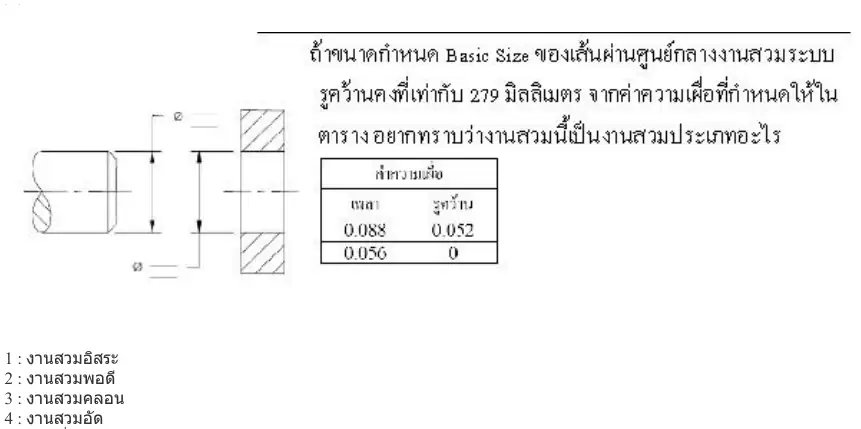 ถ้าขนาดกำหนด Basic Size ของเส้นผ่านศูนย์กลางงานสวมระบบ
รูคว้านคงที่เท่ากับ 279 มิลลิเมตร จากค่าความเผื่อที่กำหนดให้ใน
ตาราง อยากทราบว่างานสวมนี้เป็นงานสวมประเภทอะไร
ค่าความเผื่อ
เพลา รูคว้าน
0.088 0.052
0.056 0
Ø
Ø
1 : งานสวมอิสระ
2 : งานสวมพอดี
3 : งานสวมคลอน
4 : งานสวมอัด